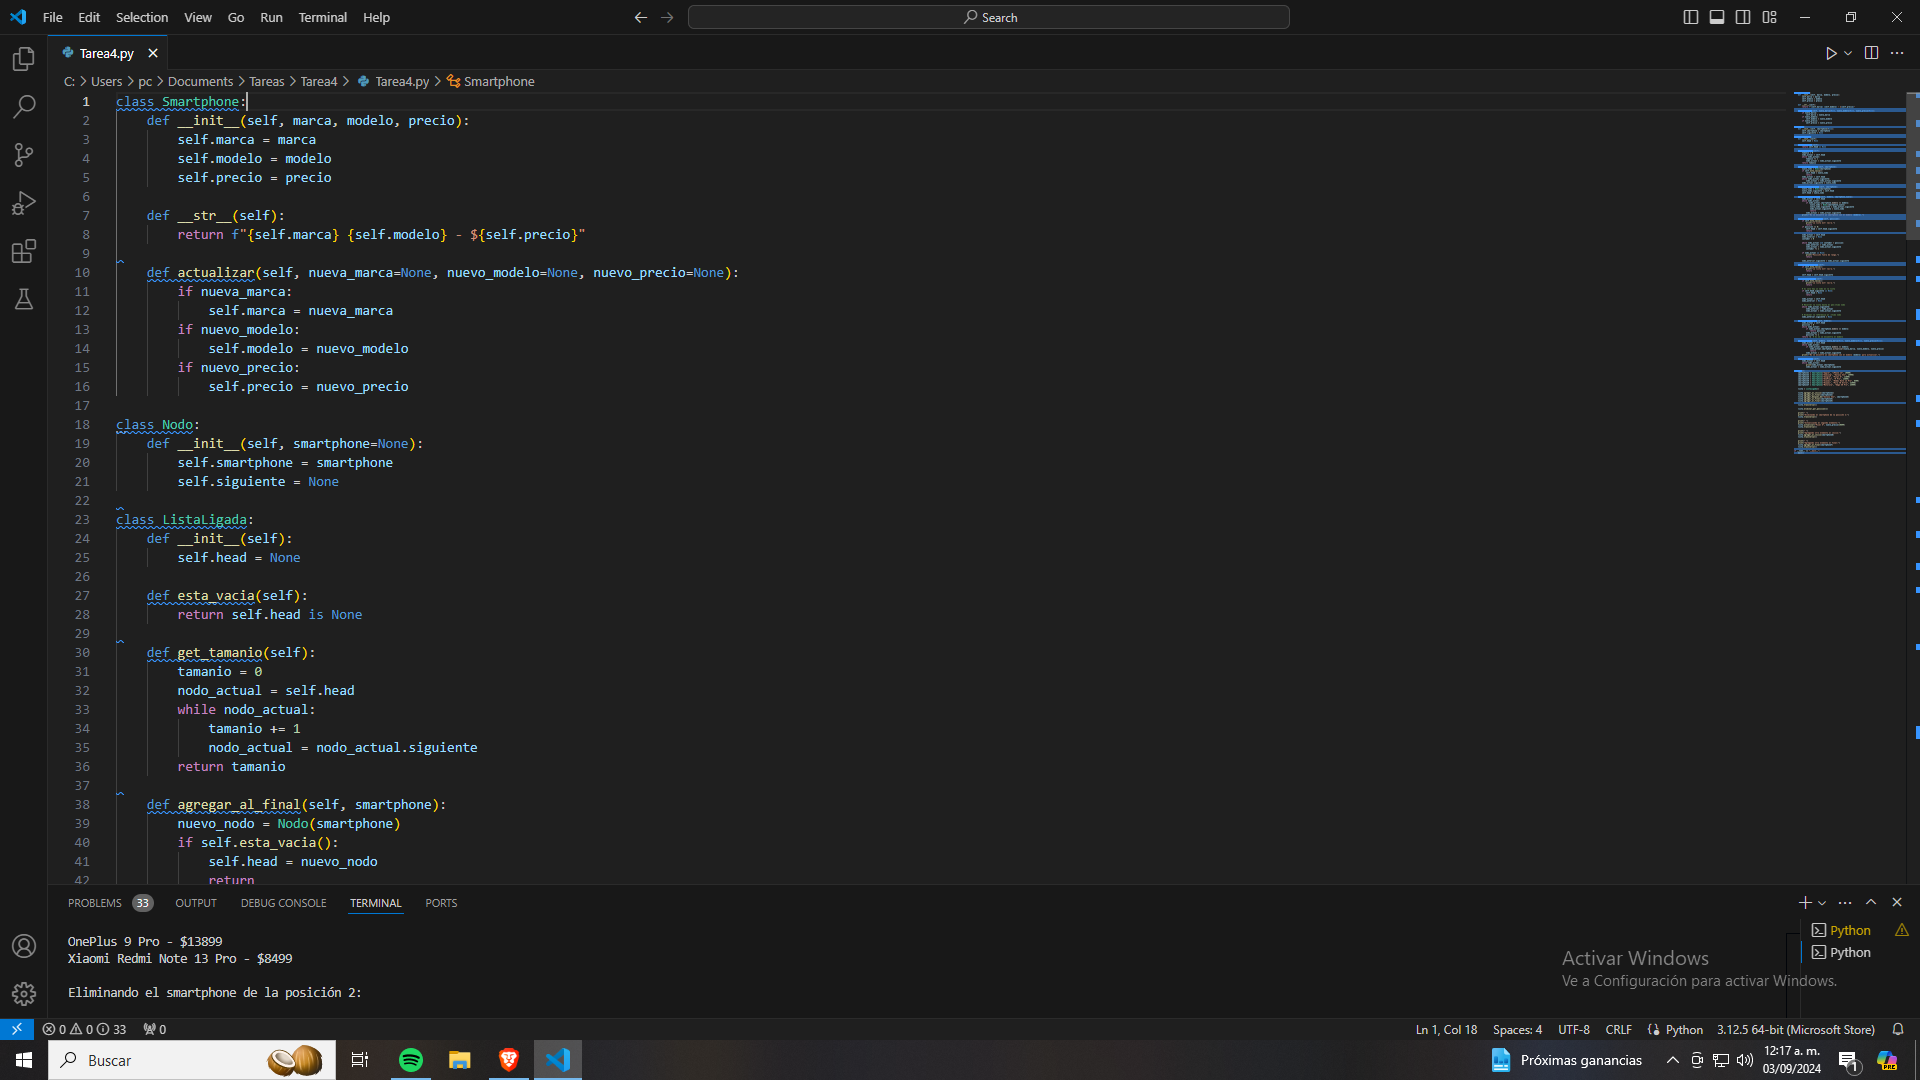 File Edit Selection View Go Run Terminal Help
Search
Tarea4.py
C: > Users > pc > Documents > Tareas > Tarea4 > Tarea4.py > Smartphone
1 class Smartphone:
2     def __init__(self, marca, modelo, precio):
3         self.marca = marca
4         self.modelo = modelo
5         self.precio = precio
6
7     def __str__(self):
8         return f"{self.marca} {self.modelo} - ${self.precio}"
9
10     def actualizar(self, nueva_marca=None, nuevo_modelo=None, nuevo_precio=None):
11         if nueva_marca:
12             self.marca = nueva_marca
13         if nuevo_modelo:
14             self.modelo = nuevo_modelo
15         if nuevo_precio:
16             self.precio = nuevo_precio
17
18 class Nodo:
19     def __init__(self, smartphone=None):
20         self.smartphone = smartphone
21         self.siguiente = None
22
23 class ListaLigada:
24     def __init__(self):
25         self.head = None
26
27     def esta_vacia(self):
28         return self.head is None
29
30     def get_tamanio(self):
31         tamanio = 0
32         nodo_actual = self.head
33         while nodo_actual:
34             tamanio += 1
35             nodo_actual = nodo_actual.siguiente
36         return tamanio
37
38     def agregar_al_final(self, smartphone):
39         nuevo_nodo = Nodo(smartphone)
40         if self.esta_vacia():
41             self.head = nuevo_nodo
42             return
PROBLEMS 33 OUTPUT DEBUG CONSOLE TERMINAL PORTS
Python
Python
OnePlus 9 Pro - $13899
Xiaomi Redmi Note 13 Pro - $8499
Eliminando el smartphone de la posición 2:
Activar Windows
Ve a Configuración para activar Windows.
0 0 33 0 Ln 1, Col 18 Spaces: 4 UTF-8 CRLF Python 3.12.5 64-bit (Microsoft Store)
Buscar
Próximas ganancias
12:17 a. m.
03/09/2024
1
PRE